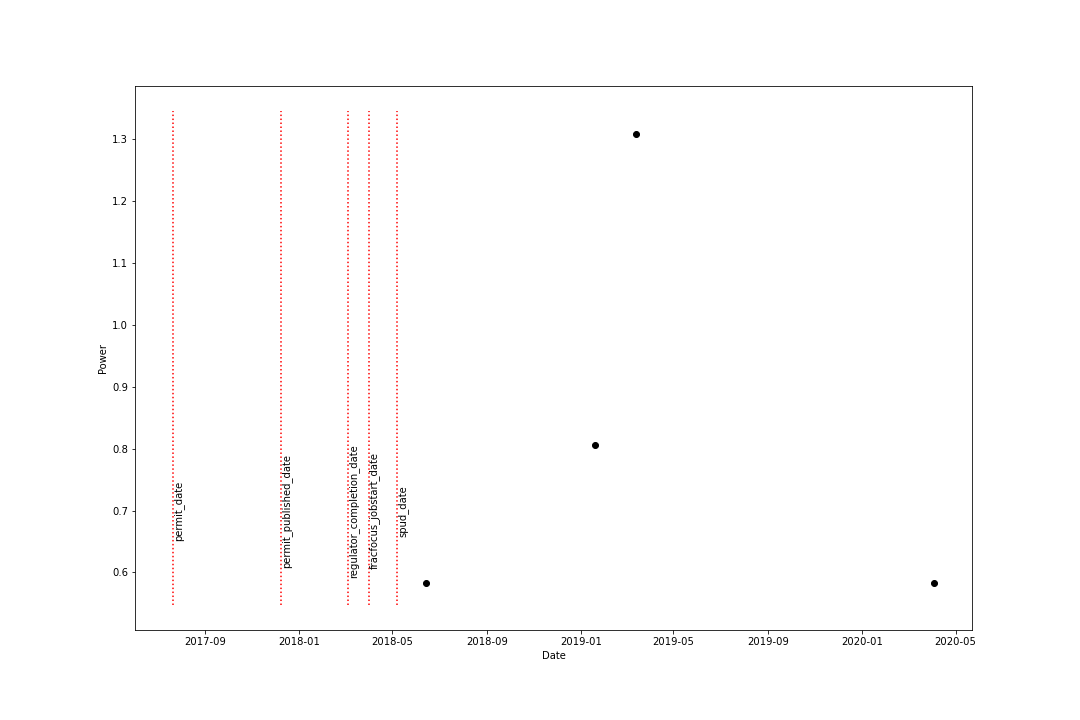 1.3
1.2
1.1
1.0
0.9
0.8
0.7
0.6
Power
permit_date
permit_published_date
regulator_completion_date
fracfocus_jobstart_date
spud_date
2017-09
2018-01
2018-05
2018-09
2019-01
2019-05
2019-09
2020-01
2020-05
Date